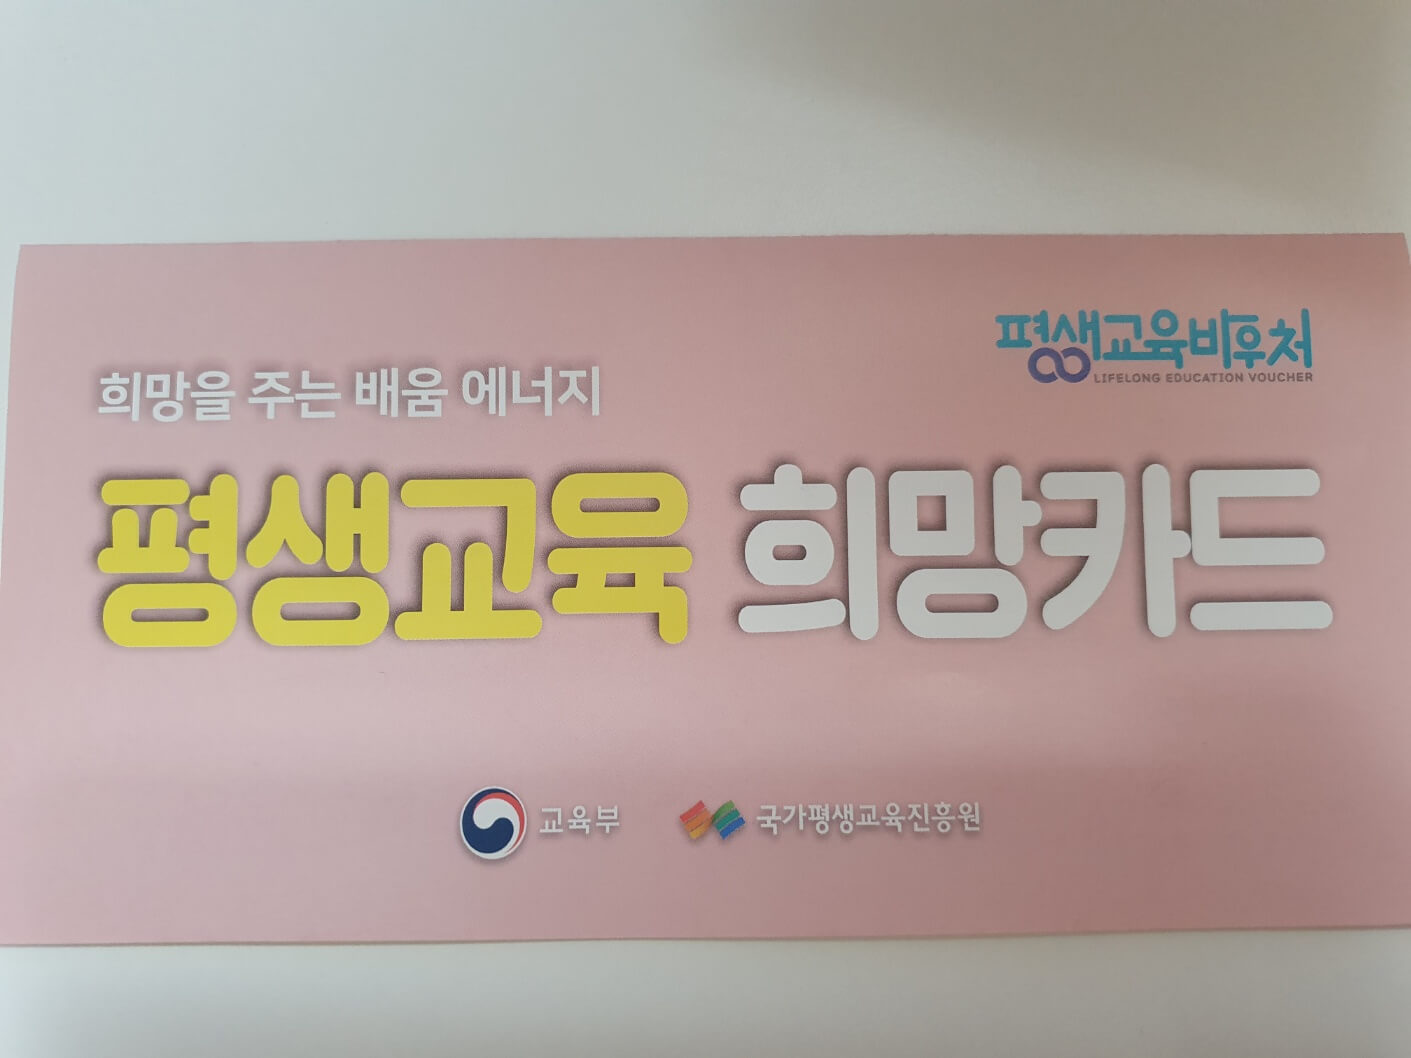 평생교육바우처
LIFELONG EDUCATION VOUCHER
희망을 주는 배움 에너지
평생교육 희망카드
교육부 국가평생교육진흥원